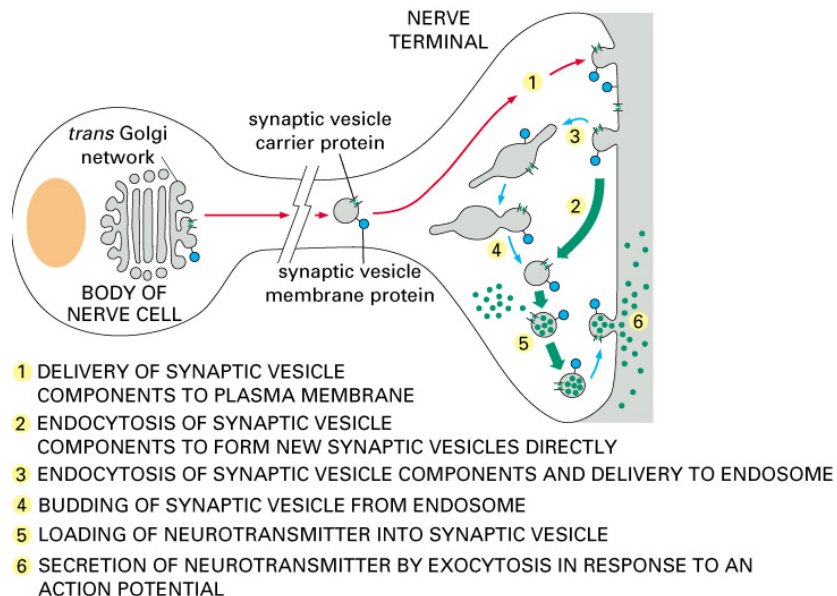 NERVE
TERMINAL
trans Golgi
network
synaptic vesicle
carrier protein
1
3
2
4
synaptic vesicle
membrane protein
BODY OF
NERVE CELL
5
6
1 DELIVERY OF SYNAPTIC VESICLE
COMPONENTS TO PLASMA MEMBRANE
2 ENDOCYTOSIS OF SYNAPTIC VESICLE
COMPONENTS TO FORM NEW SYNAPTIC VESICLES DIRECTLY
3 ENDOCYTOSIS OF SYNAPTIC VESICLE COMPONENTS AND DELIVERY TO ENDOSOME
4 BUDDING OF SYNAPTIC VESICLE FROM ENDOSOME
5 LOADING OF NEUROTRANSMITTER INTO SYNAPTIC VESICLE
6 SECRETION OF NEUROTRANSMITTER BY EXOCYTOSIS IN RESPONSE TO AN
ACTION POTENTIAL